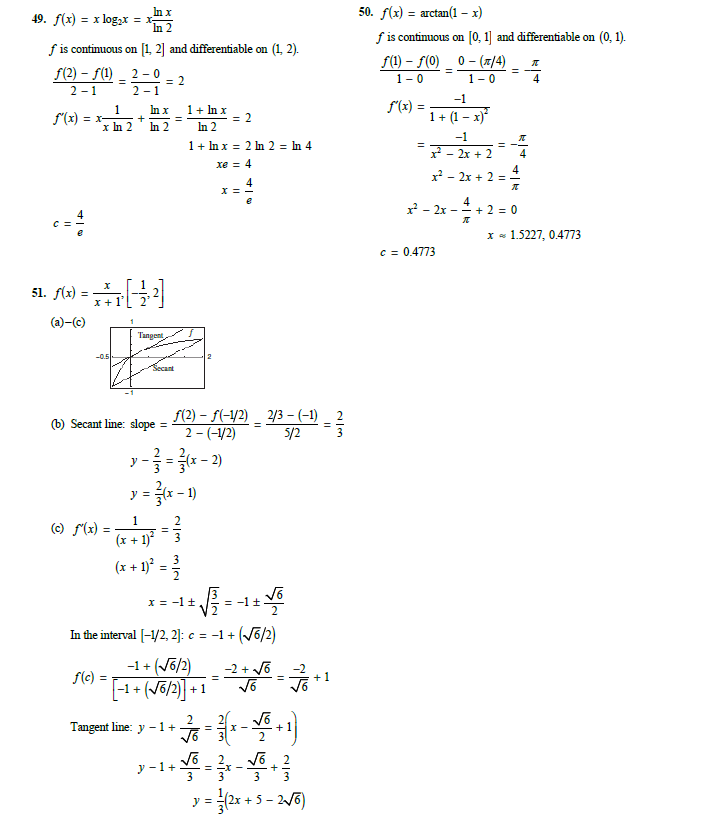 49. f(x) = x log₂x = x ln x / ln 2
f is continuous on [1, 2] and differentiable on (1, 2).
(f(2) − f(1)) / (2 − 1) = (2 − 0) / (2 − 1) = 2
f′(x) = x 1/(x ln 2) + ln x / ln 2 = (1 + ln x) / ln 2 = 2
1 + ln x = 2 ln 2 = ln 4
xe = 4
x = 4/e
c = 4/e
50. f(x) = arctan(1 − x)
f is continuous on [0, 1] and differentiable on (0, 1).
(f(1) − f(0)) / (1 − 0) = (0 − (π/4)) / (1 − 0) = −π/4
f′(x) = −1 / (1 + (1 − x)²)
= −1 / (x² − 2x + 2) = −π/4
x² − 2x + 2 = 4/π
x² − 2x − 4/π + 2 = 0
x ≈ 1.5227, 0.4773
c = 0.4773
51. f(x) = x/(x + 1), [−1/2, 2]
(a)–(c)
1
Tangent f
−0.5 2
Secant
−1
(b) Secant line: slope = (f(2) − f(−1/2)) / (2 − (−1/2)) = (2/3 − (−1)) / (5/2) = 2/3
y − 2/3 = 2/3(x − 2)
y = 2/3(x − 1)
(c) f′(x) = 1/(x + 1)² = 2/3
(x + 1)² = 3/2
x = −1 ± √(3/2) = −1 ± √6/2
In the interval [−1/2, 2]: c = −1 + (√6/2)
f(c) = (−1 + (√6/2)) / ([−1 + (√6/2)] + 1) = (−2 + √6)/√6 = −2/√6 + 1
Tangent line: y − 1 + 2/√6 = 2/3(x − √6/2 + 1)
y − 1 + √6/3 = 2/3x − √6/3 + 2/3
y = 1/3(2x + 5 − 2√6)